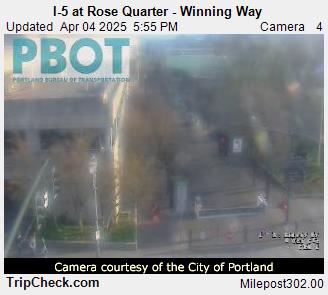 I-5 at Rose Quarter - Winning Way
Updated Apr 04 2025 5:55 PM Camera 4
PBOT
PORTLAND BUREAU OF TRANSPORTATION
Camera courtesy of the City of Portland
TripCheck.com Milepost302.00